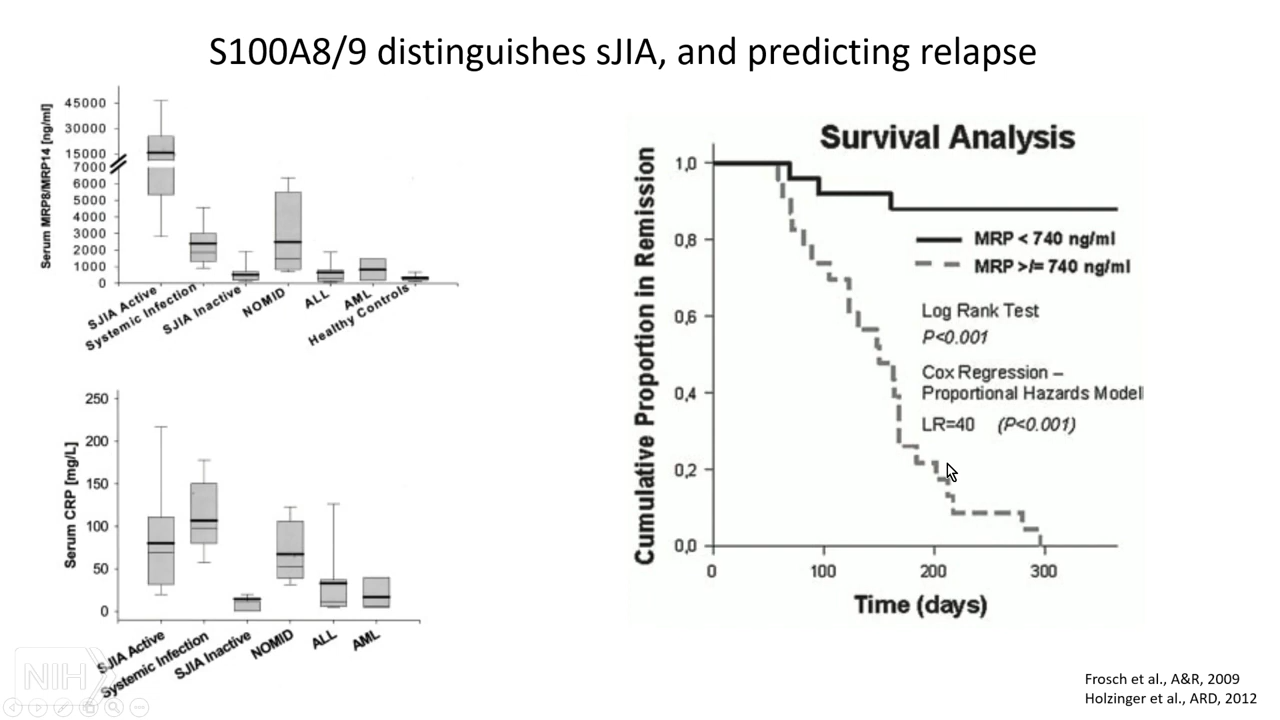 S100A8/9 distinguishes sJIA, and predicting relapse
Serum MRP8/MRP14 [ng/ml]
45000
30000
15000
7000
6000
5000
4000
3000
2000
1000
0
SJIA Active
Systemic Infection
SJIA Inactive
NOMID
ALL
AML
Healthy Controls
Serum CRP [mg/L]
250
200
150
100
50
0
SJIA Active
Systemic Infection
SJIA Inactive
NOMID
ALL
AML
Survival Analysis
Cumulative Proportion in Remission
1,0
0,8
0,6
0,4
0,2
0,0
MRP < 740 ng/ml
MRP >/= 740 ng/ml
Log Rank Test
P<0.001
Cox Regression –
Proportional Hazards Model
LR=40 (P<0.001)
0
100
200
300
Time (days)
Frosch et al., A&R, 2009
Holzinger et al., ARD, 2012
NIH